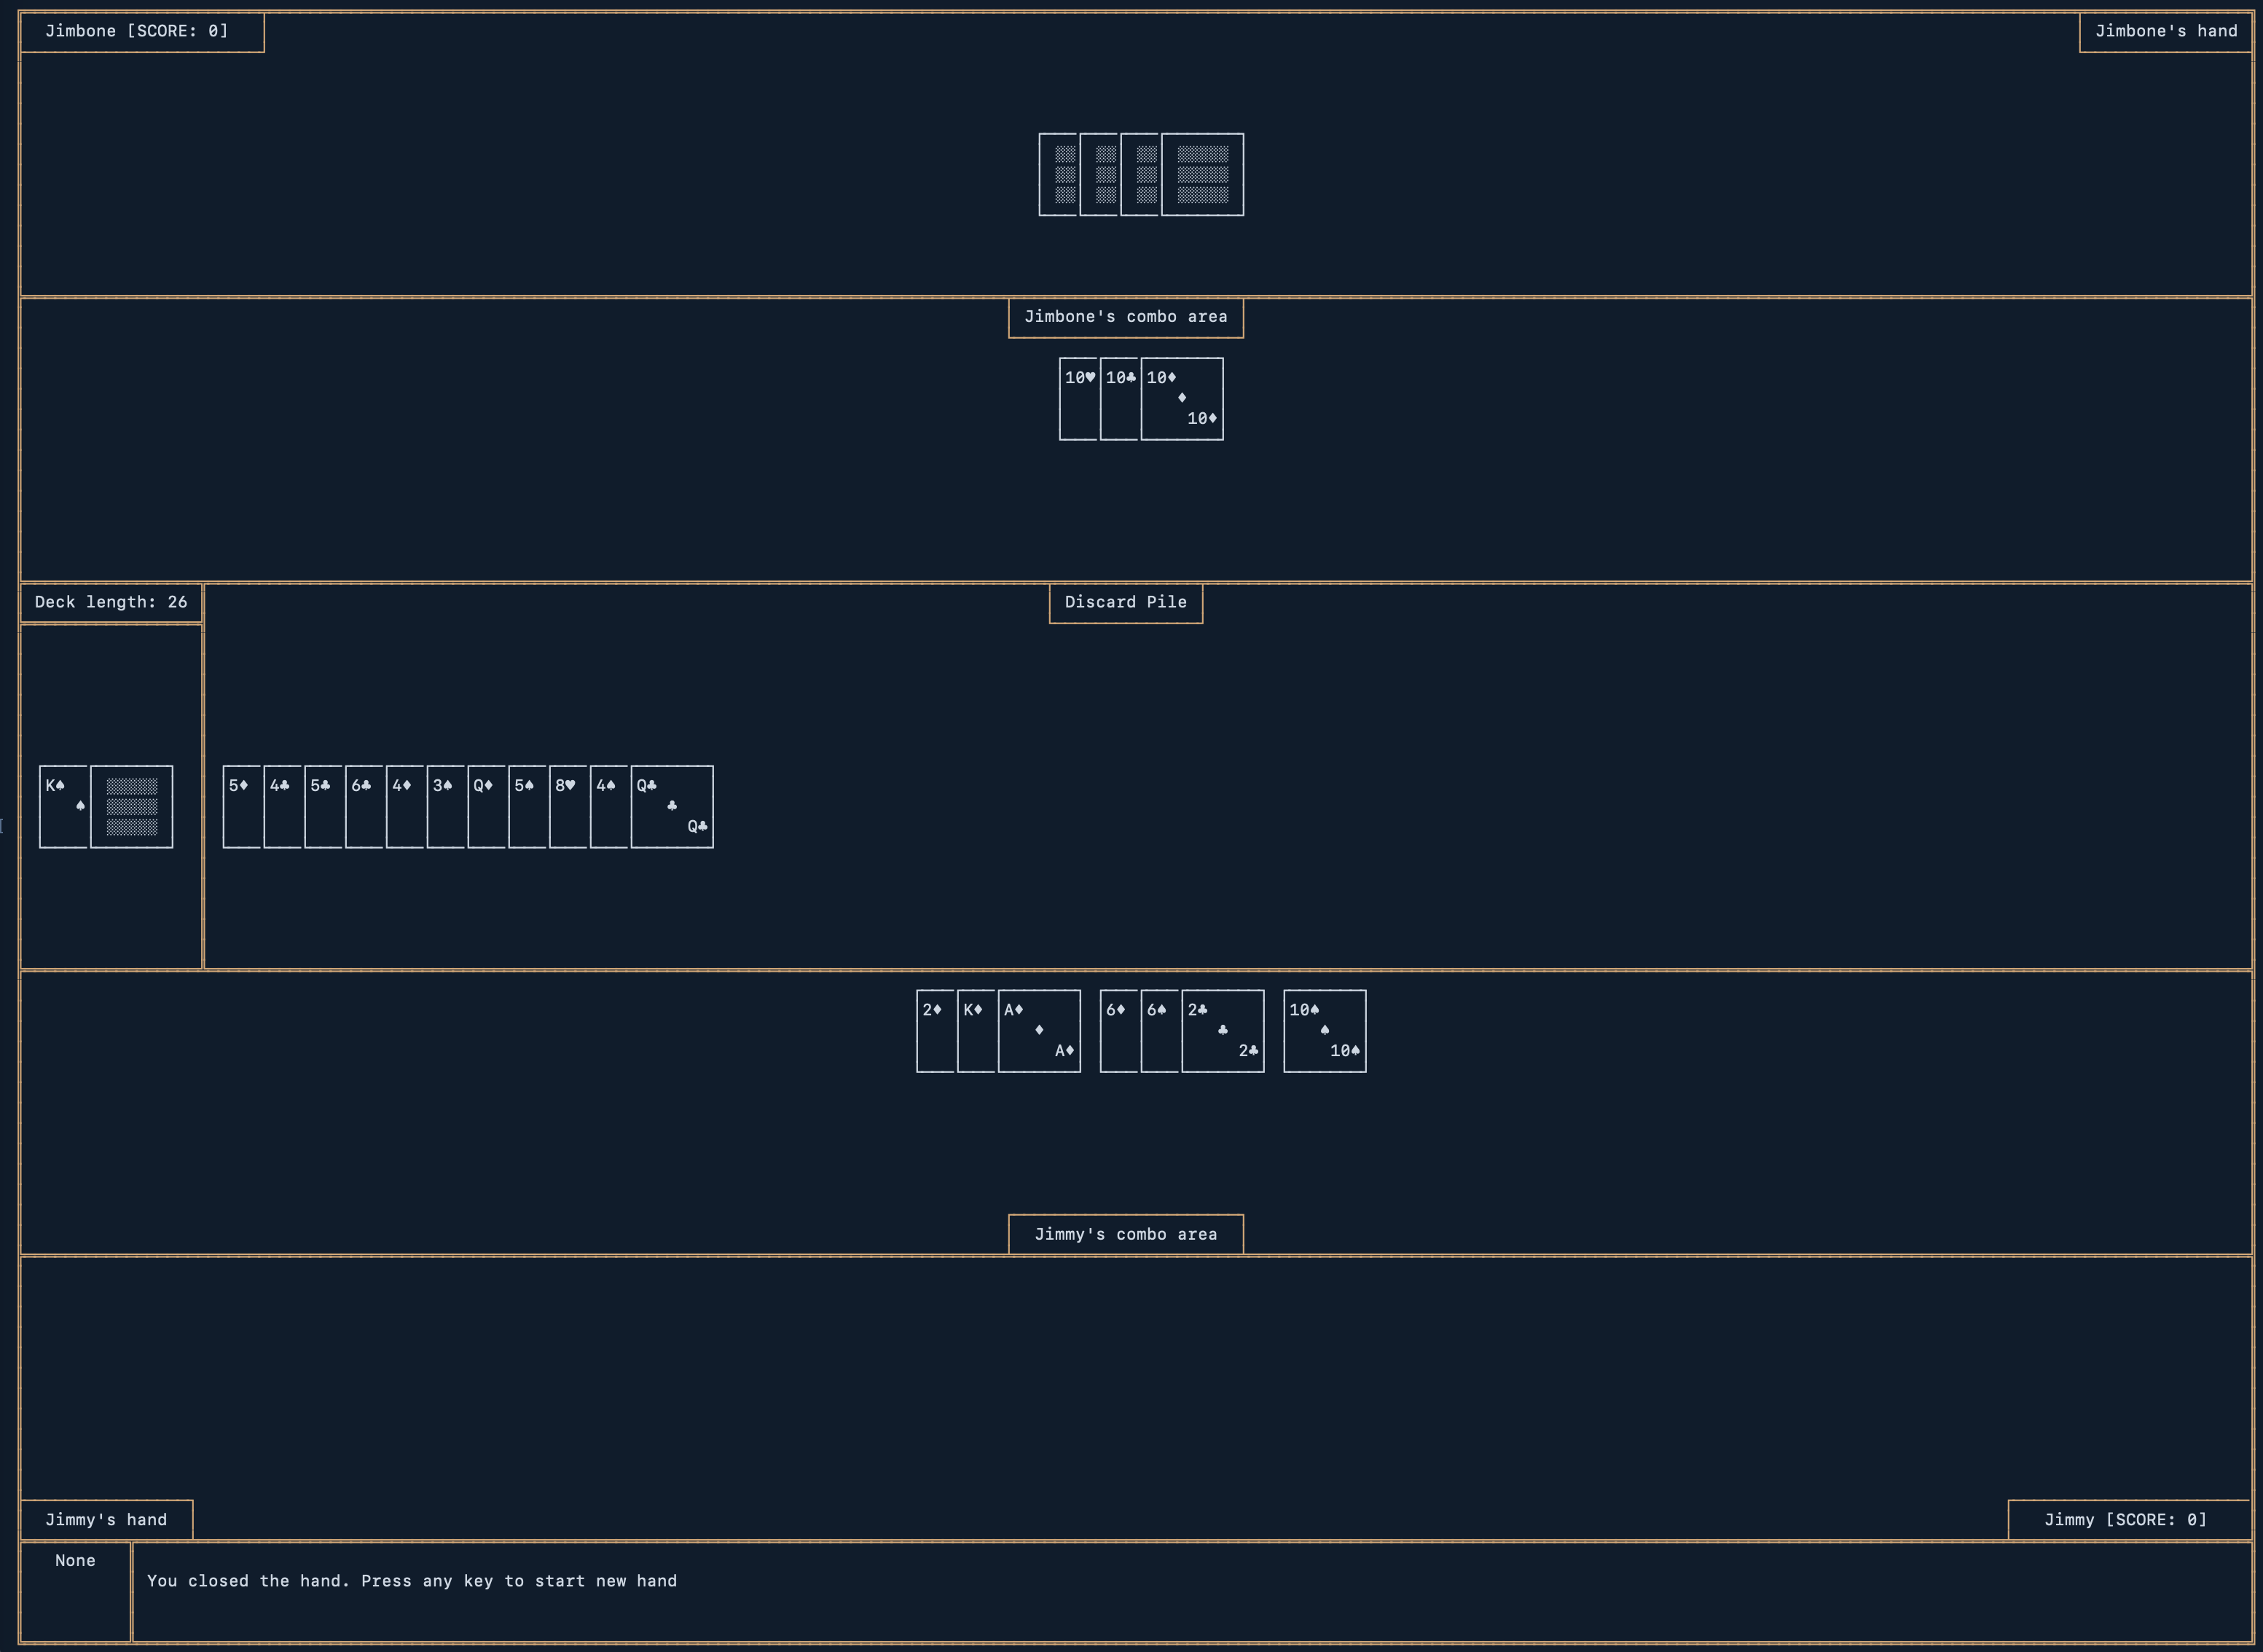 Jimbone [SCORE: 0]
Jimbone's hand
Jimbone's combo area
10♥ 10♣ 10♦
♦
10♦
Deck length: 26
Discard Pile
K♠
♠
5♦ 4♣ 5♣ 6♣ 4♦ 3♠ Q♦ 5♠ 8♥ 4♠ Q♣
♣
Q♣
2♦ K♦ A♦
♦
A♦
6♦ 6♠ 2♣
♣
2♣
10♠
♠
10♠
Jimmy's combo area
Jimmy's hand
Jimmy [SCORE: 0]
None
You closed the hand. Press any key to start new hand